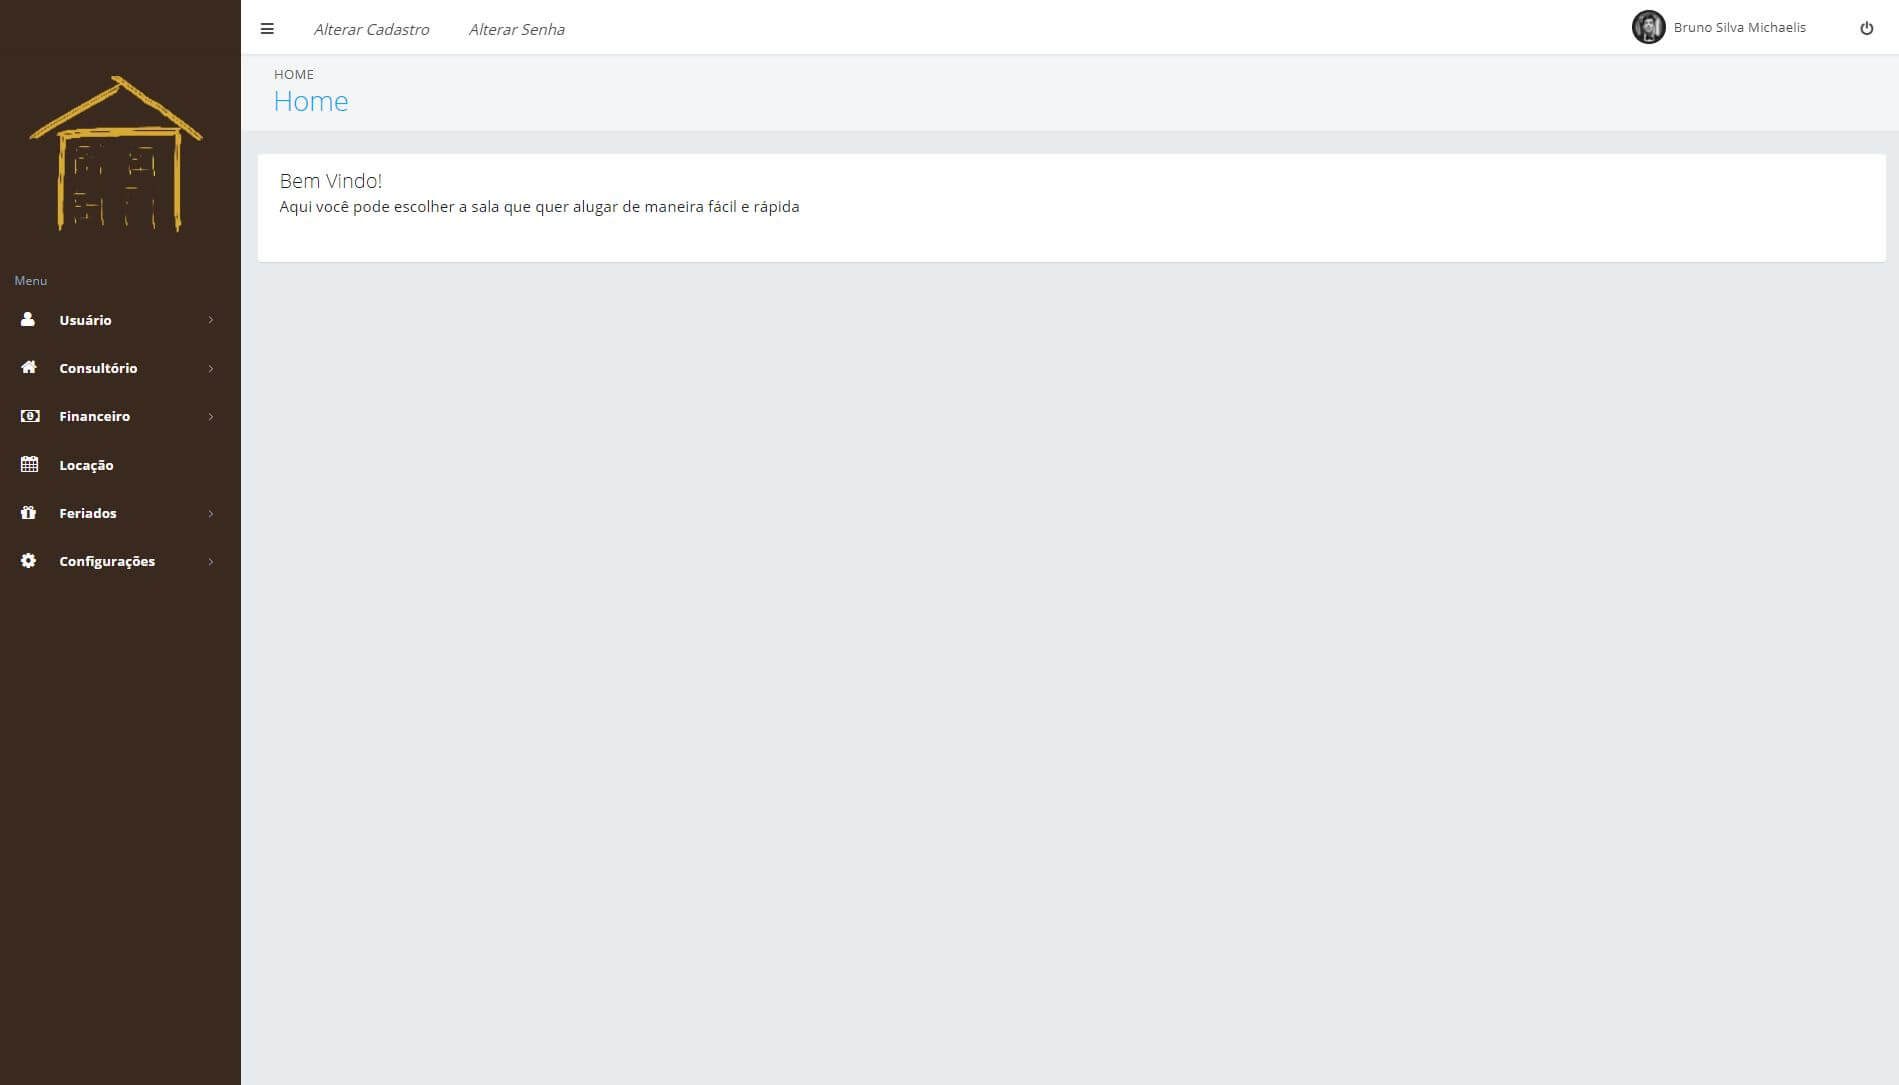 Alterar Cadastro
Alterar Senha
Bruno Silva Michaelis
HOME
Home
Bem Vindo!
Aqui você pode escolher a sala que quer alugar de maneira fácil e rápida
Menu
Usuário
Consultório
Financeiro
Locação
Feriados
Configurações